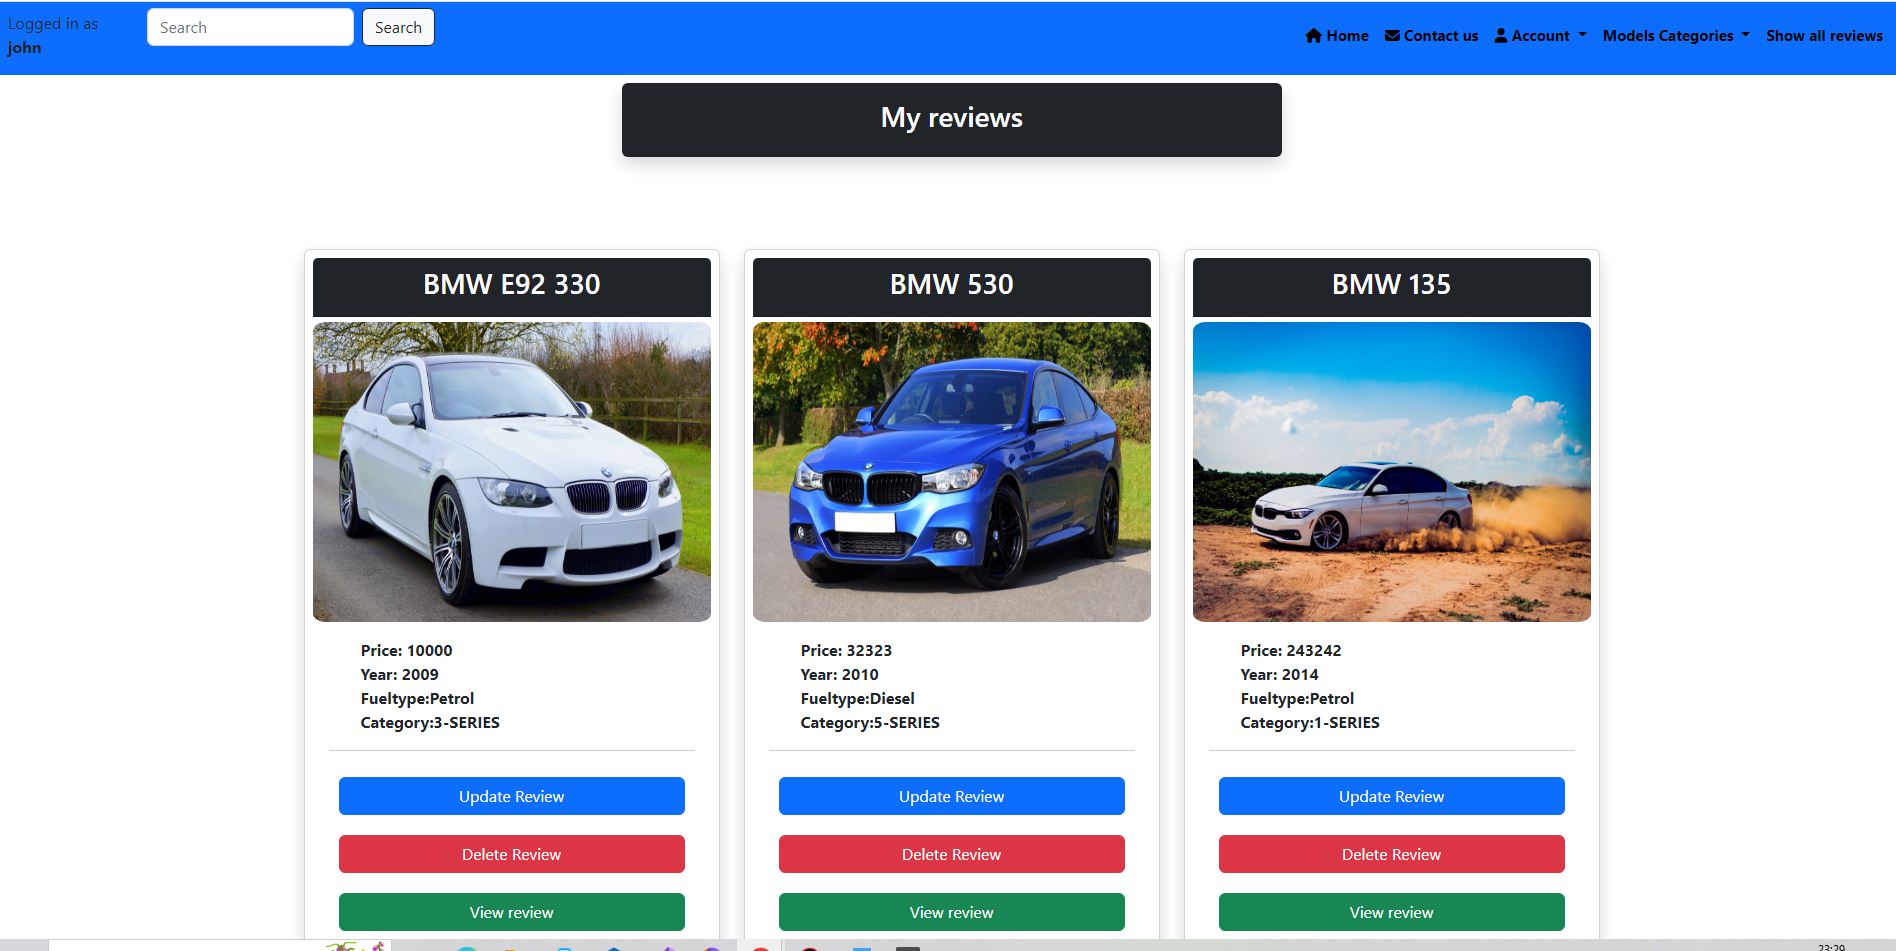 Logged in as
john
Search
Search
Home
Contact us
Account
Models Categories
Show all reviews
My reviews
BMW E92 330
Price: 10000
Year: 2009
Fueltype:Petrol
Category:3-SERIES
Update Review
Delete Review
View review
BMW 530
Price: 32323
Year: 2010
Fueltype:Diesel
Category:5-SERIES
Update Review
Delete Review
View review
BMW 135
Price: 243242
Year: 2014
Fueltype:Petrol
Category:1-SERIES
Update Review
Delete Review
View review
23:29